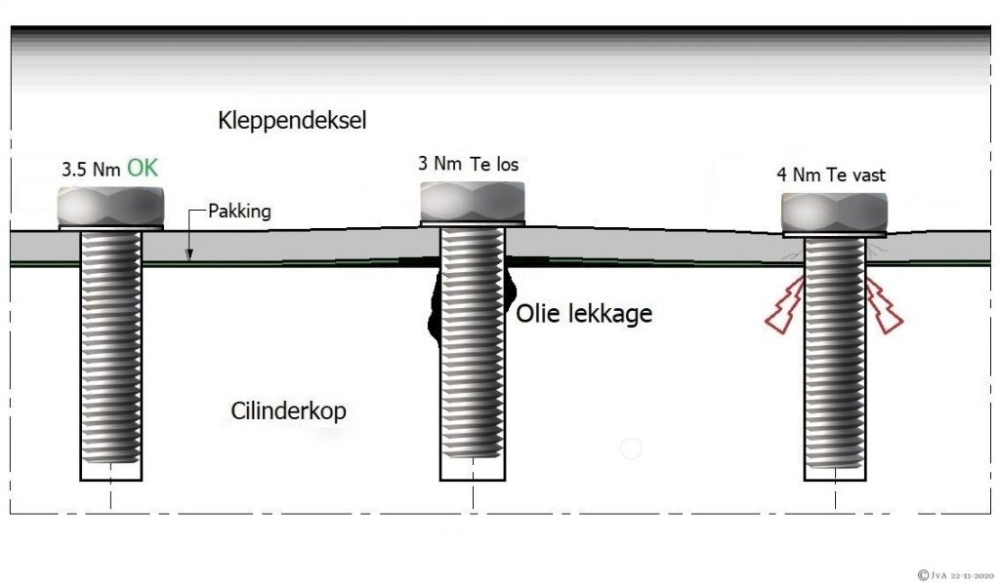 Kleppendeksel
3.5 Nm OK
3 Nm Te los
4 Nm Te vast
Pakking
Olie lekkage
Cilinderkop
© JvA 22-11-2020